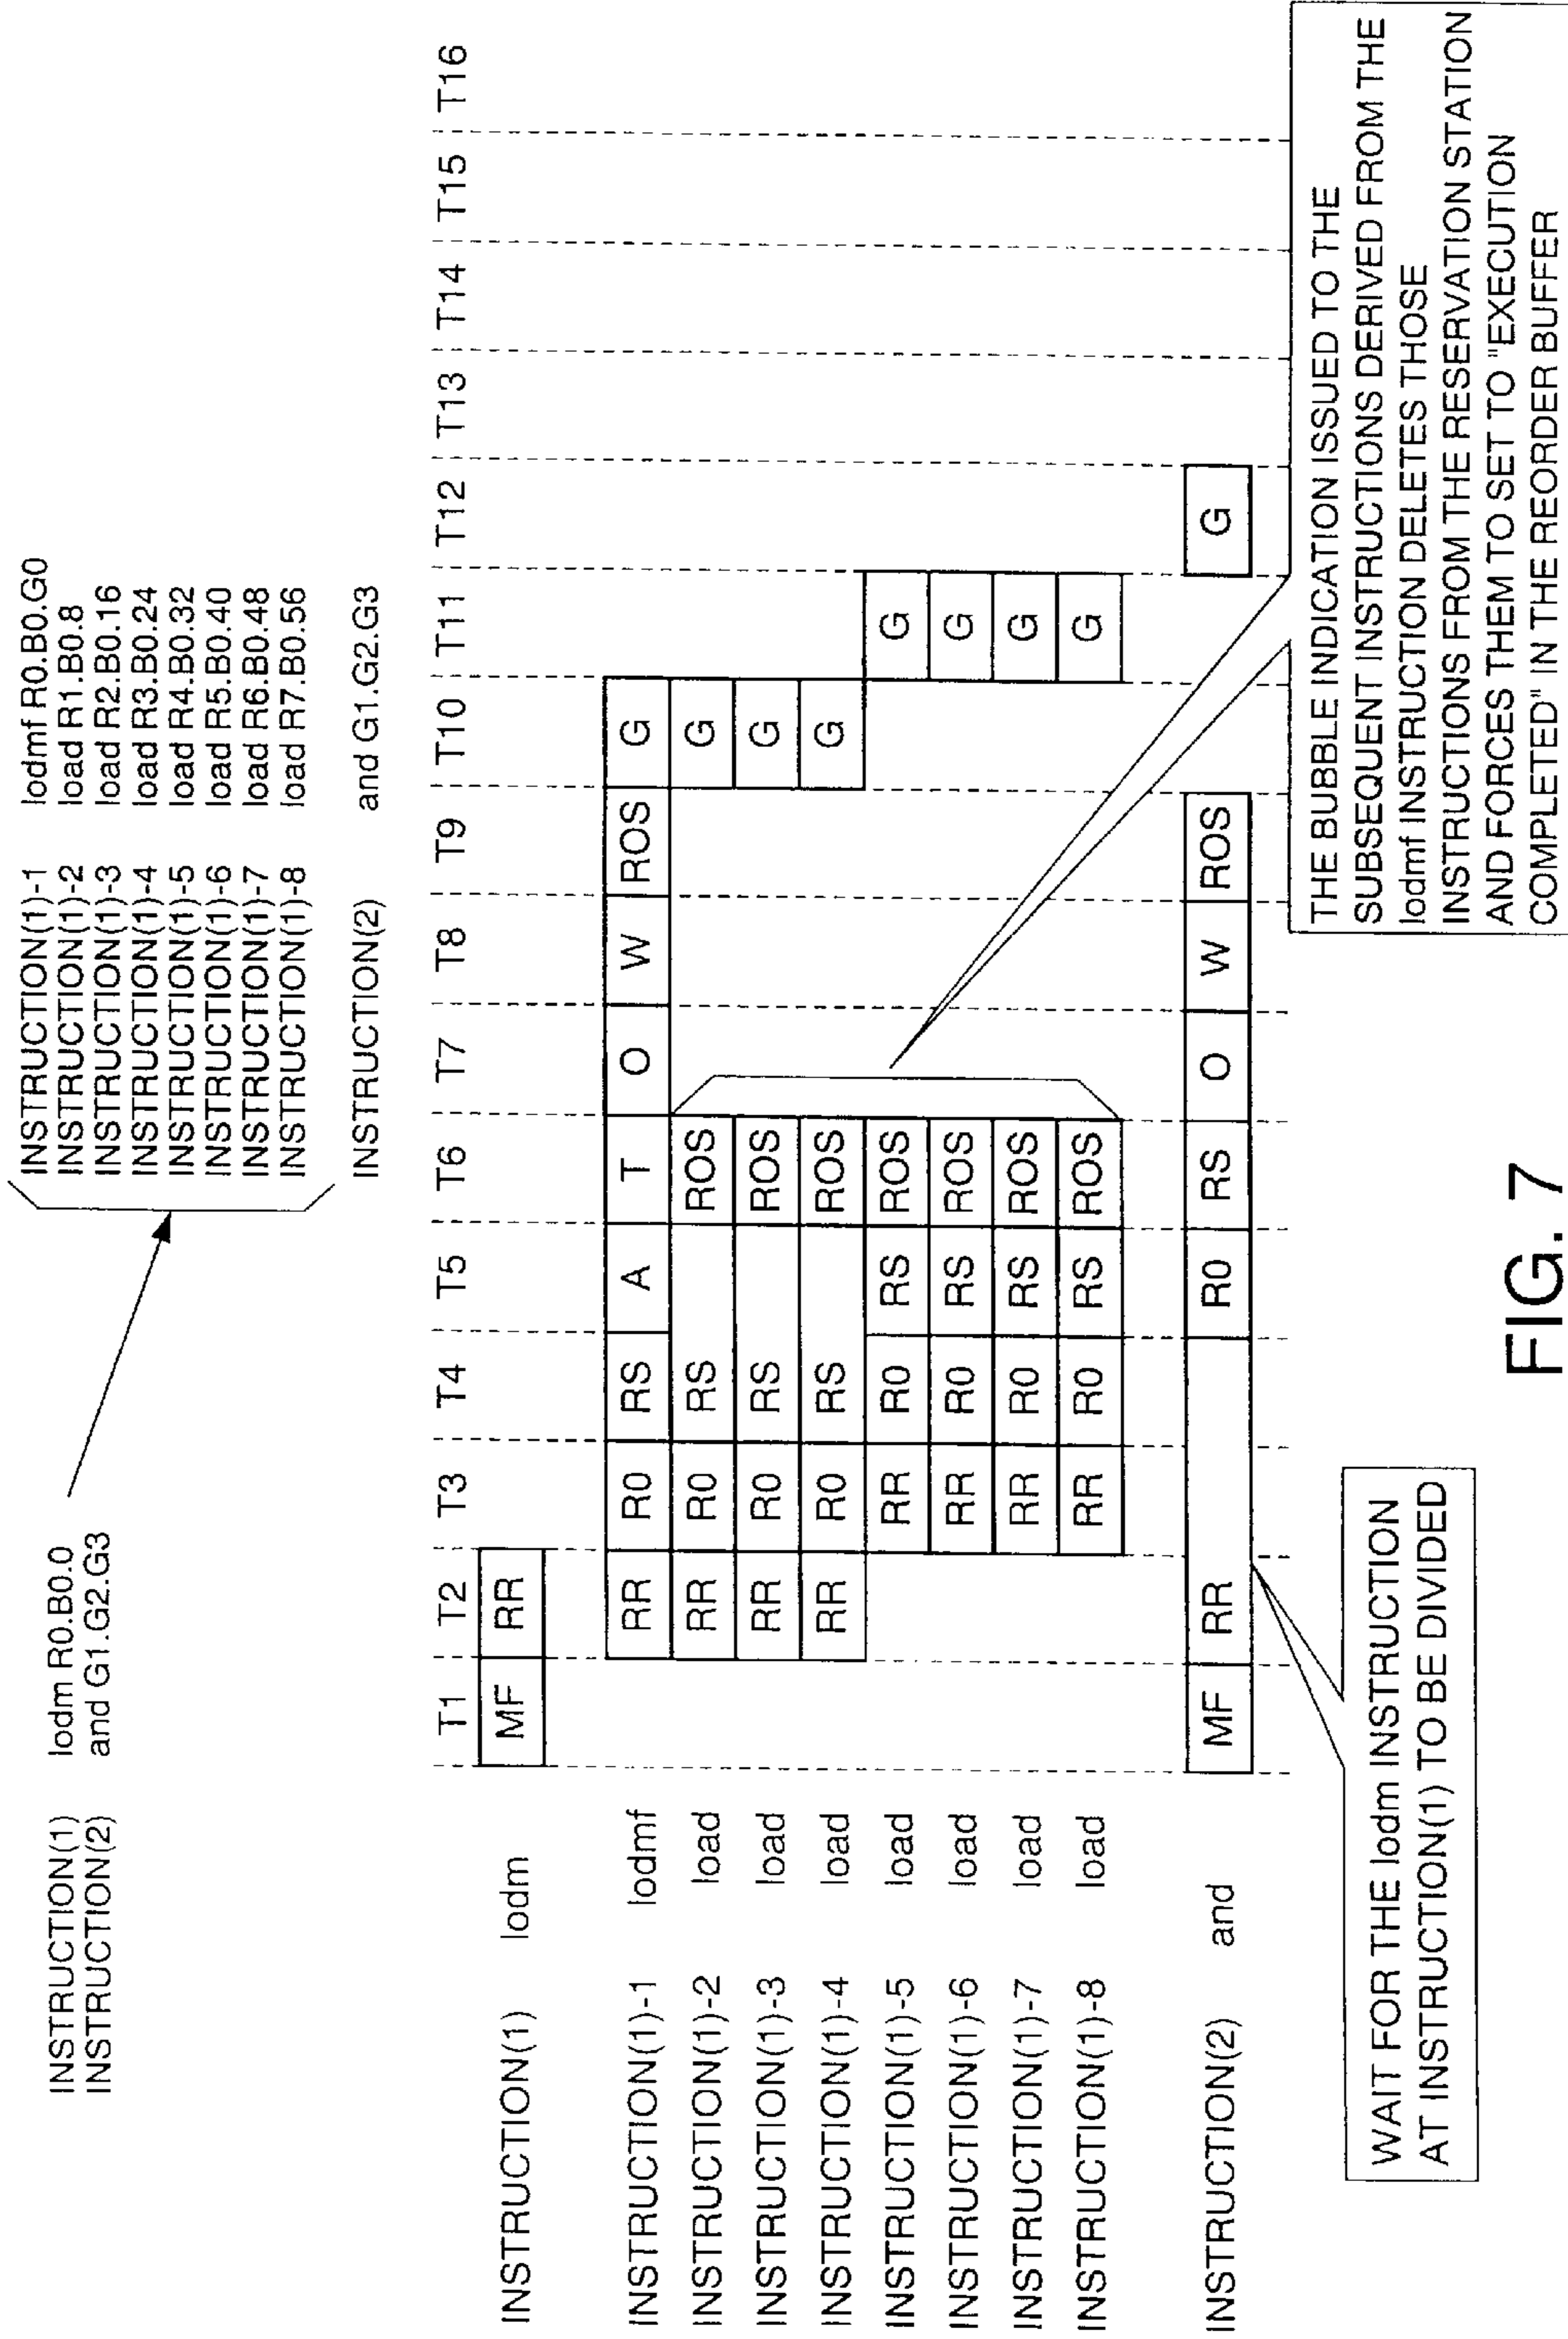 INSTRUCTION(1) lodm R0.B0.0
INSTRUCTION(2) and G1.G2.G3
INSTRUCTION(1)-1 lodmf R0.B0.G0
INSTRUCTION(1)-2 load R1.B0.8
INSTRUCTION(1)-3 load R2.B0.16
INSTRUCTION(1)-4 load R3.B0.24
INSTRUCTION(1)-5 load R4.B0.32
INSTRUCTION(1)-6 load R5.B0.40
INSTRUCTION(1)-7 load R6.B0.48
INSTRUCTION(1)-8 load R7.B0.56
INSTRUCTION(2) and G1.G2.G3
T1 T2 T3 T4 T5 T6 T7 T8 T9 T10 T11 T12 T13 T14 T15 T16
INSTRUCTION(1) lodm MF RR
INSTRUCTION(1)-1 lodmf RR R0 RS A T O W ROS G
INSTRUCTION(1)-2 load RR R0 RS ROS G
INSTRUCTION(1)-3 load RR R0 RS ROS G
INSTRUCTION(1)-4 load RR R0 RS ROS G
INSTRUCTION(1)-5 load RR R0 RS ROS G
INSTRUCTION(1)-6 load RR R0 RS ROS G
INSTRUCTION(1)-7 load RR R0 RS ROS G
INSTRUCTION(1)-8 load RR R0 RS ROS G
INSTRUCTION(2) and MF RR R0 RS O W ROS G
WAIT FOR THE lodm INSTRUCTION
AT INSTRUCTION(1) TO BE DIVIDED
THE BUBBLE INDICATION ISSUED TO THE
SUBSEQUENT INSTRUCTIONS DERIVED FROM THE
lodmf INSTRUCTION DELETES THOSE
INSTRUCTIONS FROM THE RESERVATION STATION
AND FORCES THEM TO SET TO "EXECUTION
COMPLETED" IN THE REORDER BUFFER
FIG. 7